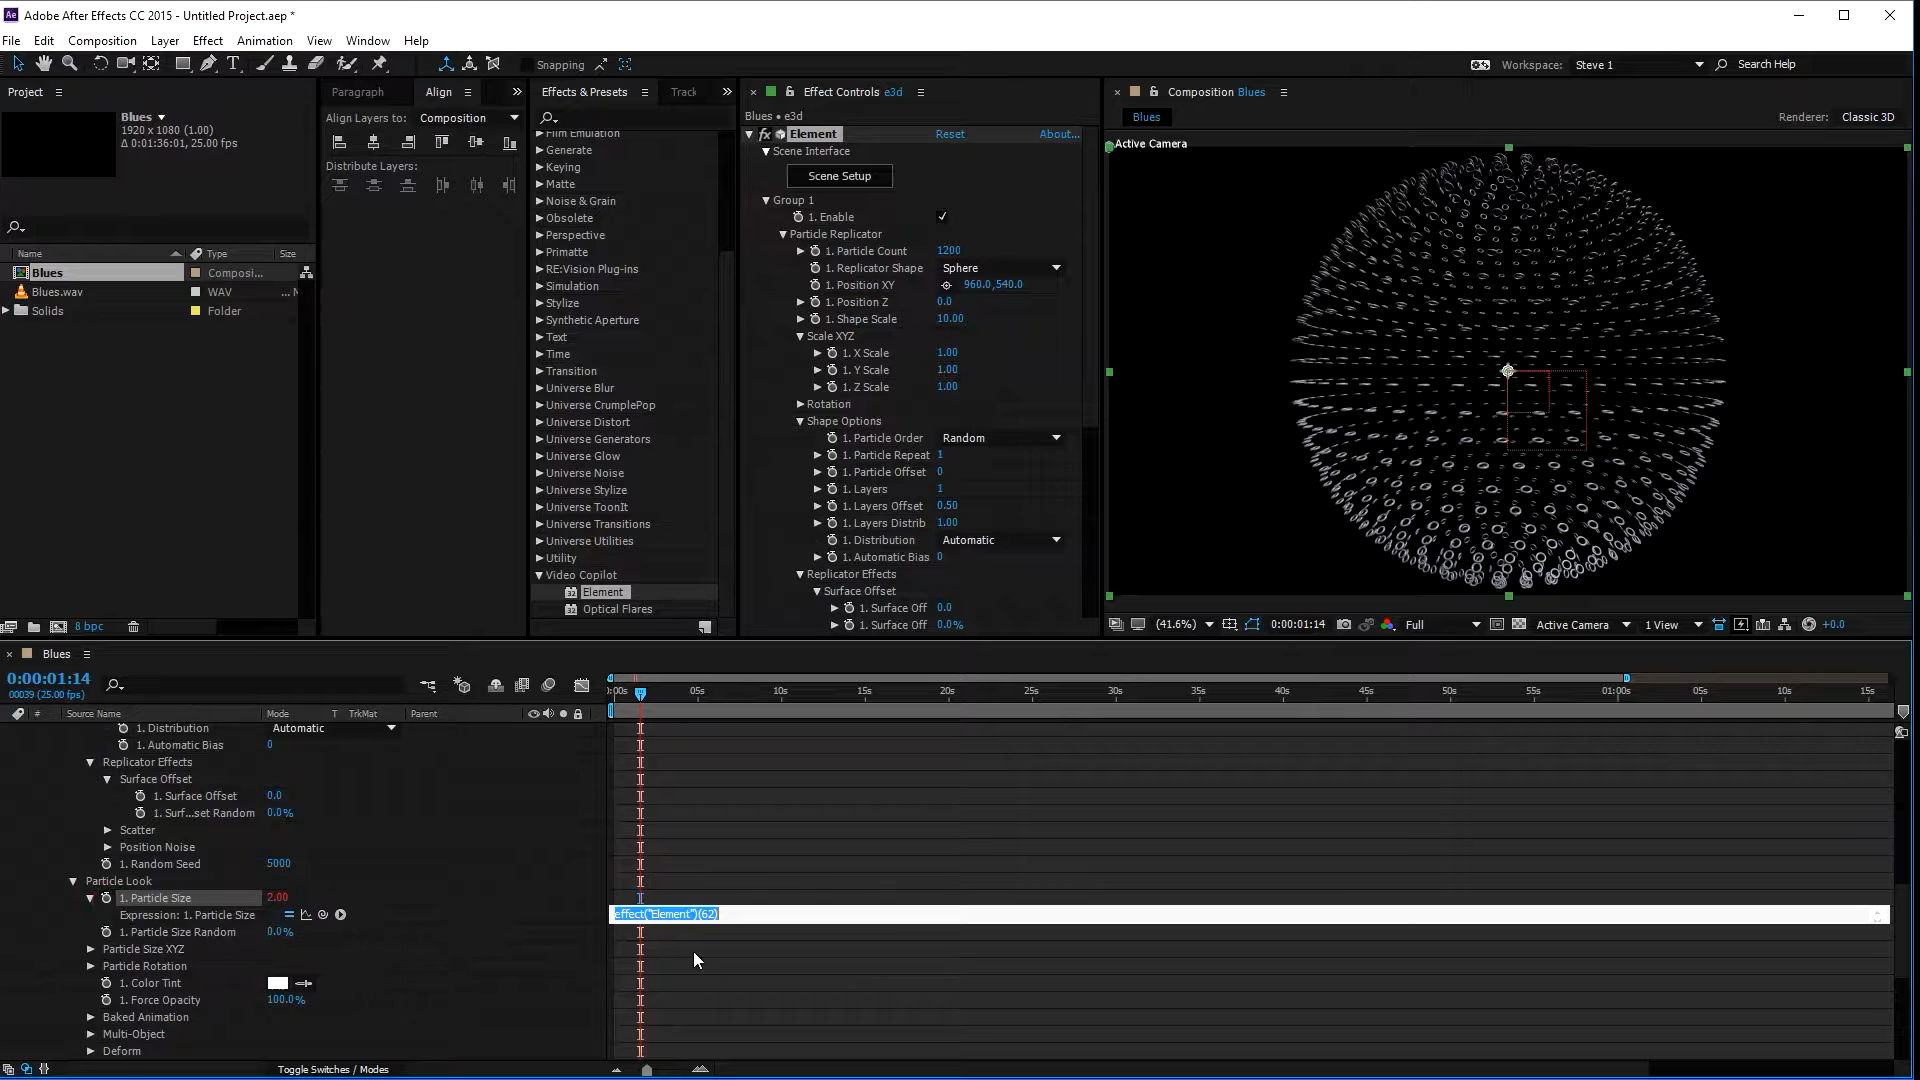 Adobe After Effects CC 2015 - Untitled Project.aep *
File Edit Composition Layer Effect Animation View Window Help
Snapping
Workspace: Steve 1
Search Help
Project
Blues
1920 x 1080 (1.00)
Δ 0:01:36:01, 25.00 fps
Name Type Size
Blues Composi...
Blues.wav WAV ... N
Solids Folder
8 bpc
Paragraph Align
Align Layers to: Composition
Distribute Layers:
Effects & Presets Track
Film Emulation
Generate
Keying
Matte
Noise & Grain
Obsolete
Perspective
Primatte
RE:Vision Plug-ins
Simulation
Stylize
Synthetic Aperture
Text
Time
Transition
Universe Blur
Universe CrumplePop
Universe Distort
Universe Generators
Universe Glow
Universe Noise
Universe Stylize
Universe ToonIt
Universe Transitions
Universe Utilities
Utility
Video Copilot
Element
Optical Flares
Effect Controls e3d
Blues • e3d
fx Element Reset About...
Scene Interface
Scene Setup
Group 1
1. Enable
Particle Replicator
1. Particle Count 1200
1. Replicator Shape Sphere
1. Position XY 960.0,540.0
1. Position Z 0.0
1. Shape Scale 10.00
Scale XYZ
1. X Scale 1.00
1. Y Scale 1.00
1. Z Scale 1.00
Rotation
Shape Options
1. Particle Order Random
1. Particle Repeat 1
1. Particle Offset 0
1. Layers 1
1. Layers Offset 0.50
1. Layers Distrib 1.00
1. Distribution Automatic
1. Automatic Bias 0
Replicator Effects
Surface Offset
1. Surface Off 0.0
1. Surface Off 0.0%
Composition Blues
Blues
Renderer: Classic 3D
Active Camera
(41.6%) 0:00:01:14 Full Active Camera 1 View +0.0
Blues
0:00:01:14
00039 (25.00 fps)
:00s 05s 10s 15s 20s 25s 30s 35s 40s 45s 50s 55s 01:00s 05s 10s 15s
# Source Name Mode T TrkMat Parent
1. Distribution Automatic
1. Automatic Bias 0
Replicator Effects
Surface Offset
1. Surface Offset 0.0
1. Surf...set Random 0.0%
Scatter
Position Noise
1. Random Seed 5000
Particle Look
1. Particle Size 2.00
Expression: 1. Particle Size
effect("Element")(62)
1. Particle Size Random 0.0%
Particle Size XYZ
Particle Rotation
1. Color Tint
1. Force Opacity 100.0%
Baked Animation
Multi-Object
Deform
Toggle Switches / Modes